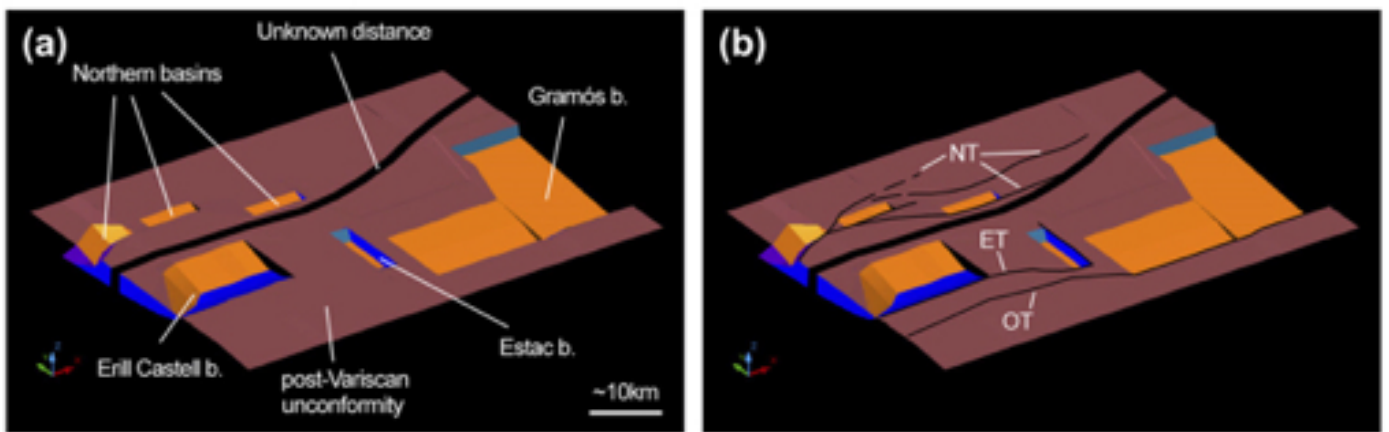 (a)
Unknown distance
Northern basins
Gramós b.
Erill Castell b.
post-Variscan
unconformity
Estac b.
~10km
(b)
NT
ET
OT